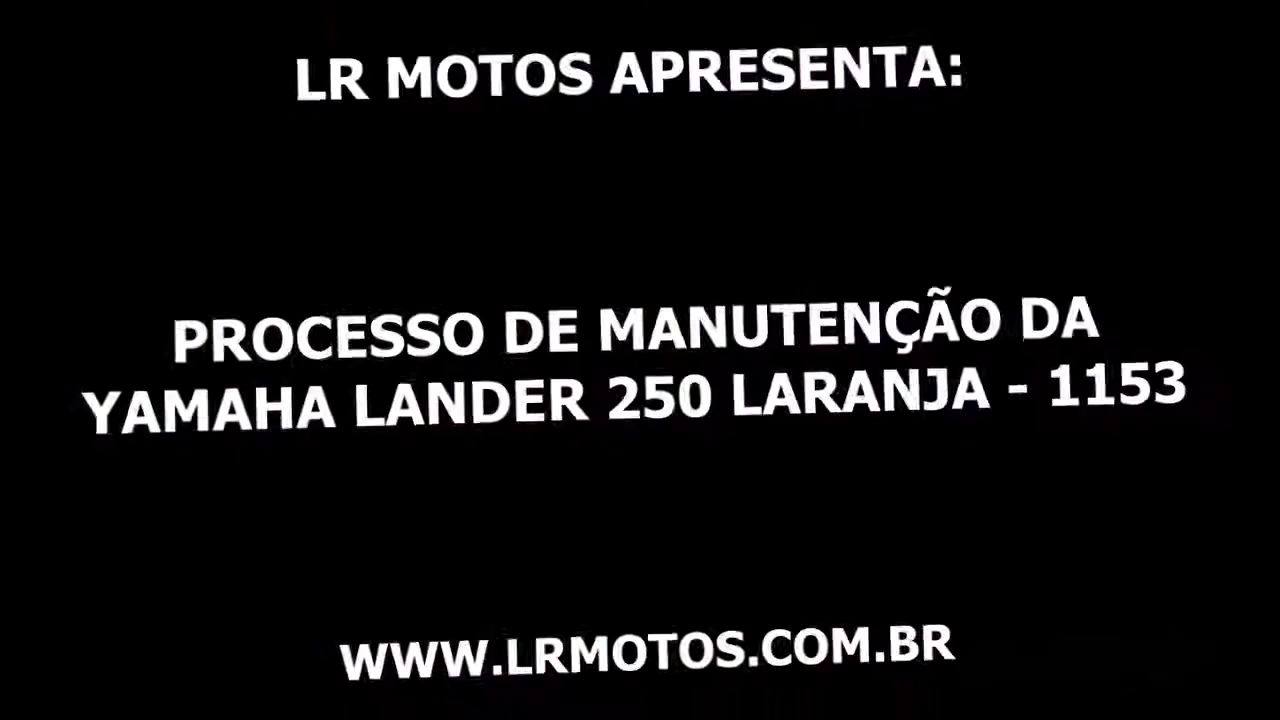 LR MOTOS APRESENTA:
PROCESSO DE MANUTENÇÃO DA
YAMAHA LANDER 250 LARANJA - 1153
WWW.LRMOTOS.COM.BR